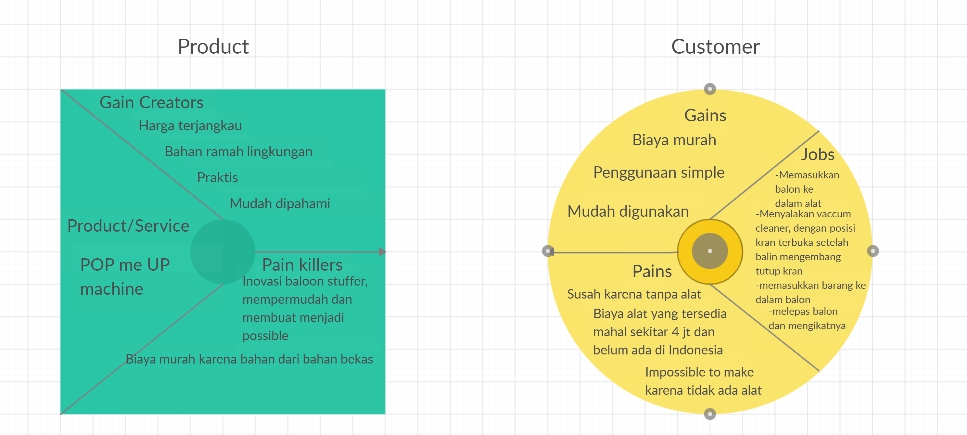 Product
Gain Creators
Harga terjangkau
Bahan ramah lingkungan
Praktis
Mudah dipahami
Product/Service
POP me UP
machine
Pain killers
Inovasi baloon stuffer,
mempermudah dan
membuat menjadi
possible
Biaya murah karena bahan dari bahan bekas
Customer
Gains
Biaya murah
Penggunaan simple
Mudah digunakan
Jobs
-Memasukkan
balon ke
dalam alat
-Menyalakan vaccum
cleaner, dengan posisi
kran terbuka setelah
balin mengembang
tutup kran
-memasukkan barang ke
dalam balon
-melepas balon
dan mengikatnya
Pains
Susah karena tanpa alat
Biaya alat yang tersedia
mahal sekitar 4 jt dan
belum ada di Indonesia
Impossible to make
karena tidak ada alat